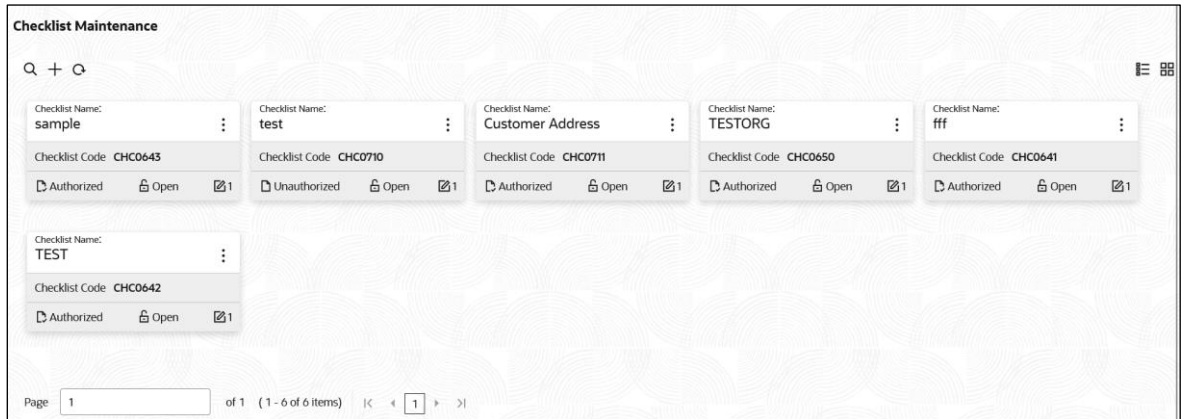 Checklist Maintenance
Checklist Name:
sample
Checklist Code CHC0643
Authorized Open 1
Checklist Name:
test
Checklist Code CHC0710
Unauthorized Open 1
Checklist Name:
Customer Address
Checklist Code CHC0711
Authorized Open 1
Checklist Name:
TESTORG
Checklist Code CHC0650
Authorized Open 1
Checklist Name:
fff
Checklist Code CHC0641
Authorized Open 1
Checklist Name:
TEST
Checklist Code CHC0642
Authorized Open 1
Page 1 of 1 (1 - 6 of 6 items) 1